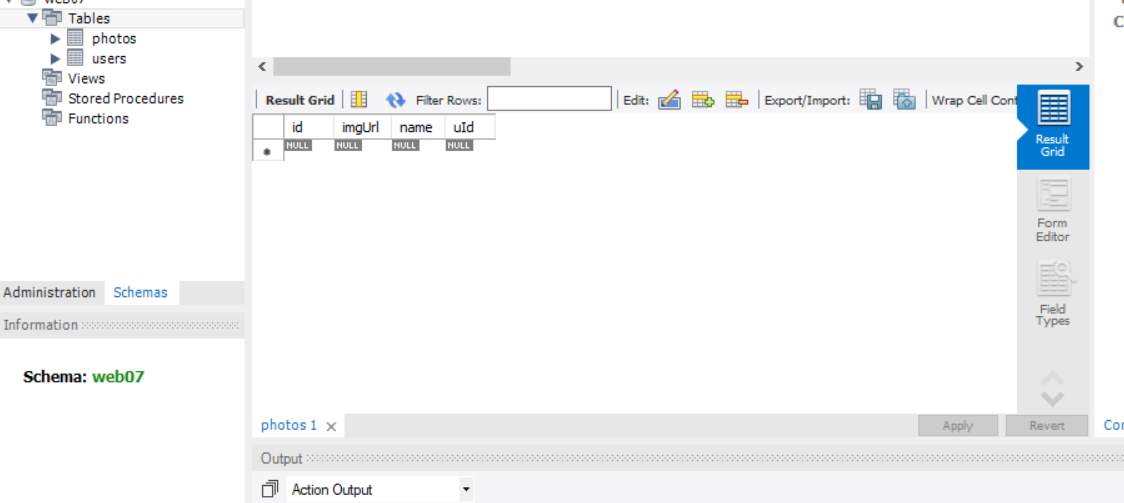 web07
Tables
photos
users
Views
Stored Procedures
Functions
Administration Schemas
Information
Schema: web07
Result Grid Filter Rows: Edit: Export/Import: Wrap Cell Cont
id imgUrl name uId
NULL NULL NULL NULL
Result
Grid
Form
Editor
Field
Types
photos 1
Apply Revert
Output
Action Output
C
Cor